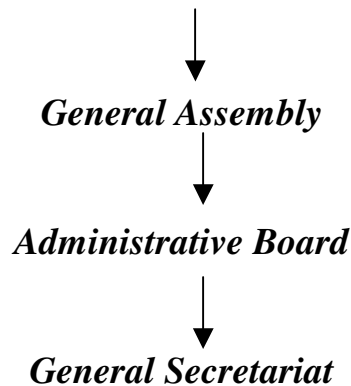 General Assembly
Administrative Board
General Secretariat